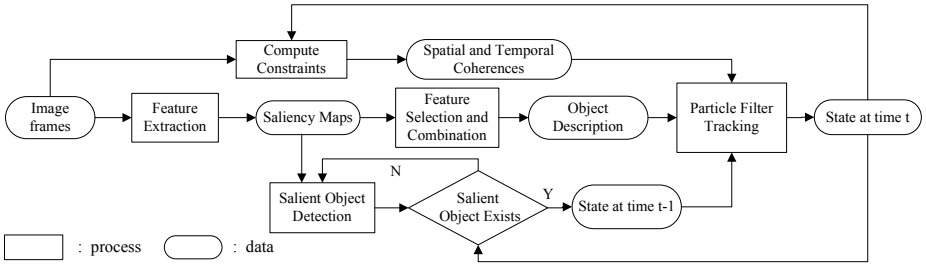 Compute
Constraints
Spatial and Temporal
Coherences
Image
frames
Feature
Extraction
Saliency Maps
Feature
Selection and
Combination
Object
Description
Particle Filter
Tracking
State at time t
N
Salient Object
Detection
Salient
Object Exists
Y
State at time t-1
: process
: data